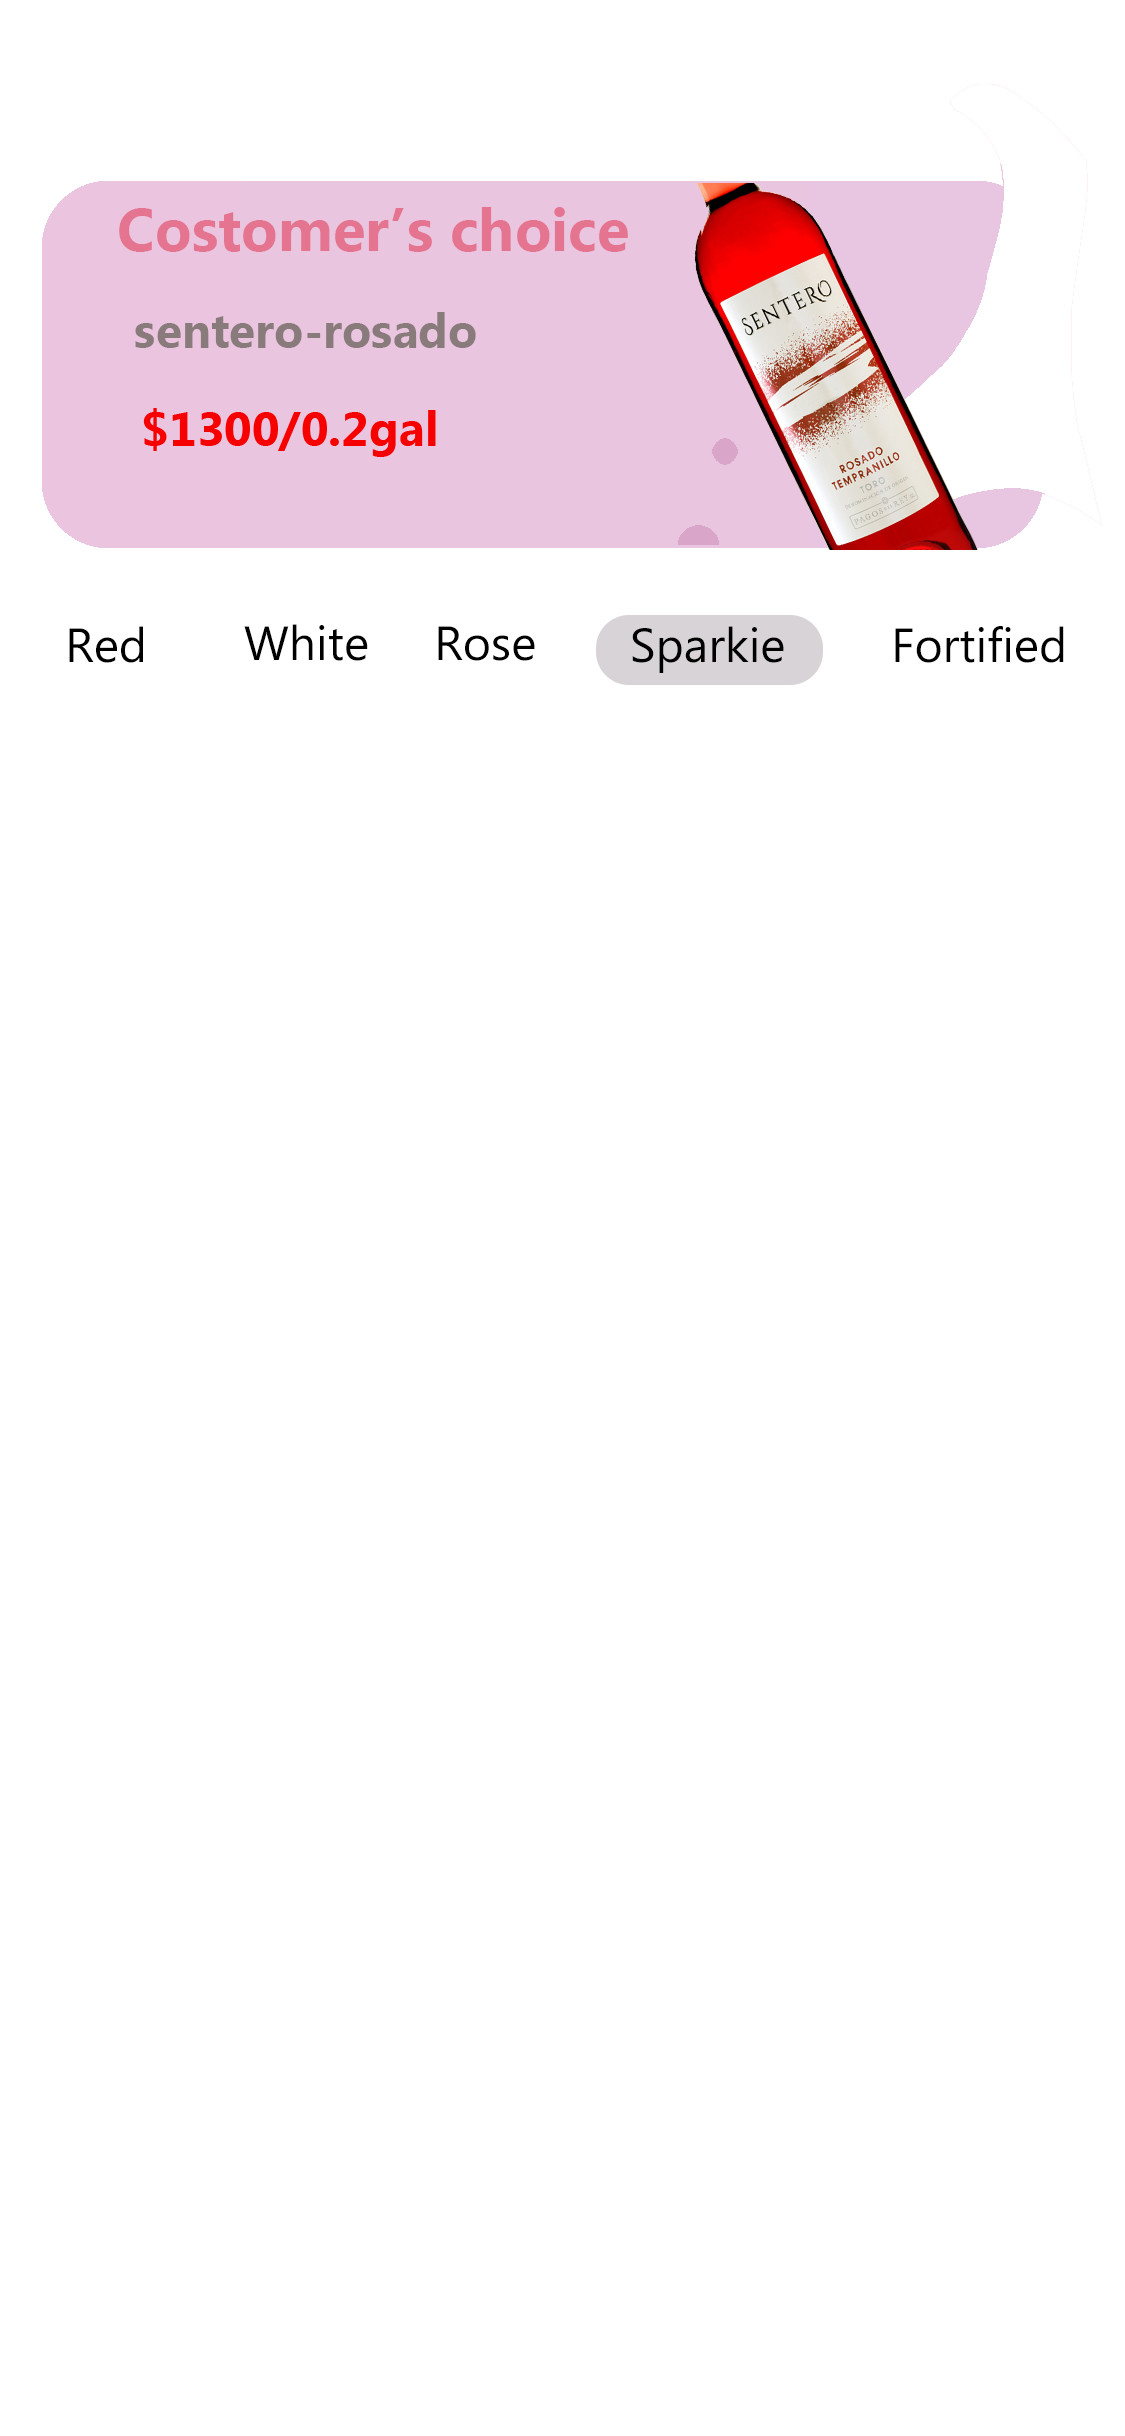 Costomer’s choice
sentero-rosado
$1300/0.2gal
SENTERO
ROSADO
TEMPRANILLO
TORO
PAGOS DEL REY
Red White Rose Sparkie Fortified